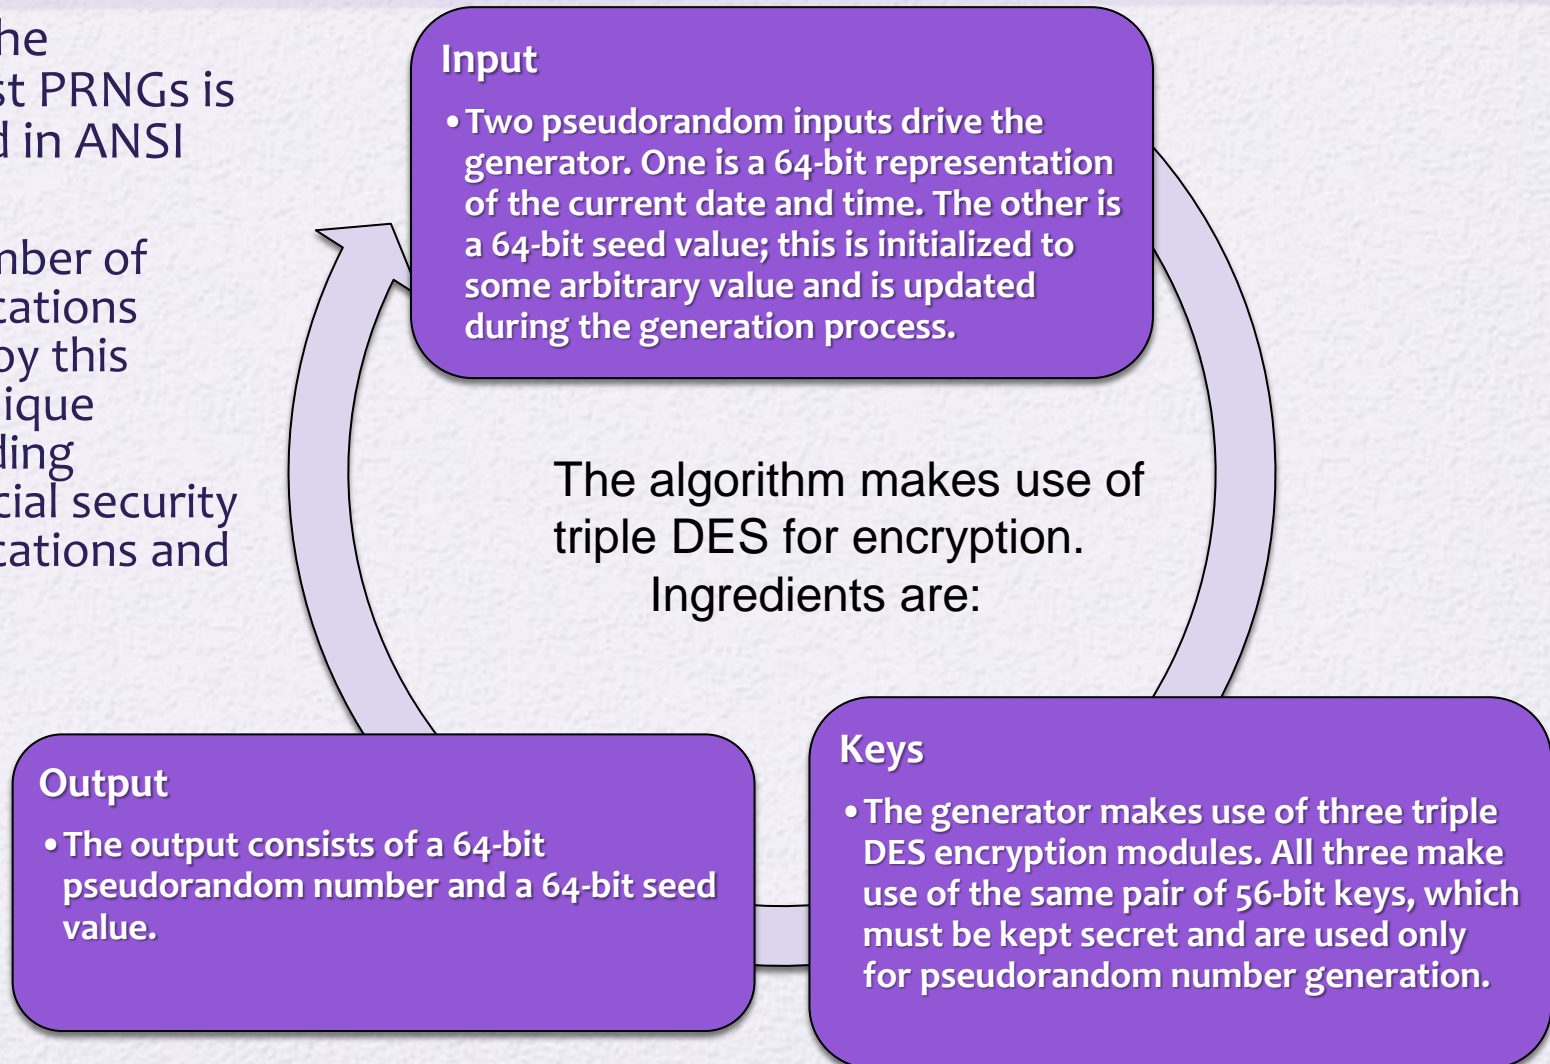 he
st PRNGs is
d in ANSI
nber of
cations
oy this
ique
ding
cial security
cations and
Input
•Two pseudorandom inputs drive the
generator. One is a 64-bit representation
of the current date and time. The other is
a 64-bit seed value; this is initialized to
some arbitrary value and is updated
during the generation process.
The algorithm makes use of
triple DES for encryption.
Ingredients are:
Keys
•The generator makes use of three triple
DES encryption modules. All three make
use of the same pair of 56-bit keys, which
must be kept secret and are used only
for pseudorandom number generation.
Output
•The output consists of a 64-bit
pseudorandom number and a 64-bit seed
value.